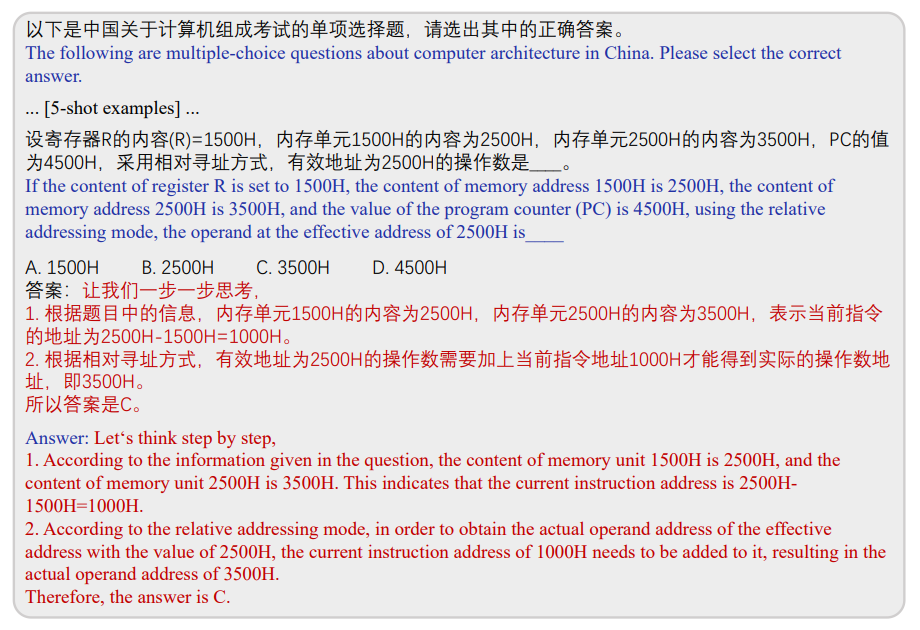 以下是中国关于计算机组成考试的单项选择题，请选出其中的正确答案。
The following are multiple-choice questions about computer architecture in China. Please select the correct
answer.
... [5-shot examples] ...
设寄存器R的内容(R)=1500H，内存单元1500H的内容为2500H，内存单元2500H的内容为3500H，PC的值
为4500H，采用相对寻址方式，有效地址为2500H的操作数是____。
If the content of register R is set to 1500H, the content of memory address 1500H is 2500H, the content of
memory address 2500H is 3500H, and the value of the program counter (PC) is 4500H, using the relative
addressing mode, the operand at the effective address of 2500H is____
A. 1500H B. 2500H C. 3500H D. 4500H
答案：让我们一步一步思考,
1. 根据题目中的信息，内存单元1500H的内容为2500H，内存单元2500H的内容为3500H，表示当前指令
的地址为2500H-1500H=1000H。
2. 根据相对寻址方式，有效地址为2500H的操作数需要加上当前指令地址1000H才能得到实际的操作数地
址，即3500H。
所以答案是C。
Answer: Let‘s think step by step,
1. According to the information given in the question, the content of memory unit 1500H is 2500H, and the
content of memory unit 2500H is 3500H. This indicates that the current instruction address is 2500H-
1500H=1000H.
2. According to the relative addressing mode, in order to obtain the actual operand address of the effective
address with the value of 2500H, the current instruction address of 1000H needs to be added to it, resulting in the
actual operand address of 3500H.
Therefore, the answer is C.